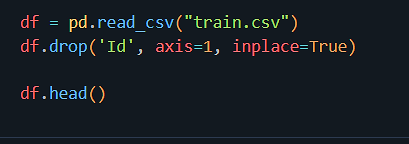 df = pd.read_csv("train.csv")
df.drop('Id', axis=1, inplace=True)
df.head()